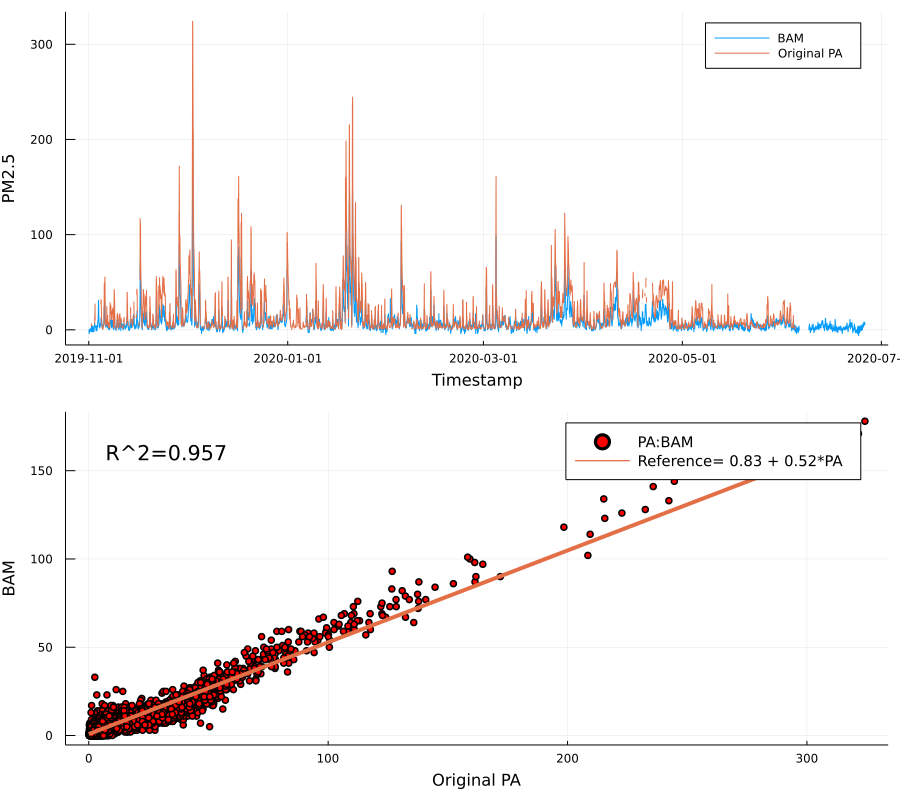 300
200
100
0
PM2.5
BAM
Original PA
2019-11-01
2020-01-01
2020-03-01
2020-05-01
2020-07-
Timestamp
R^2=0.957
PA:BAM
Reference= 0.83 + 0.52*PA
150
100
50
0
BAM
0
100
200
300
Original PA